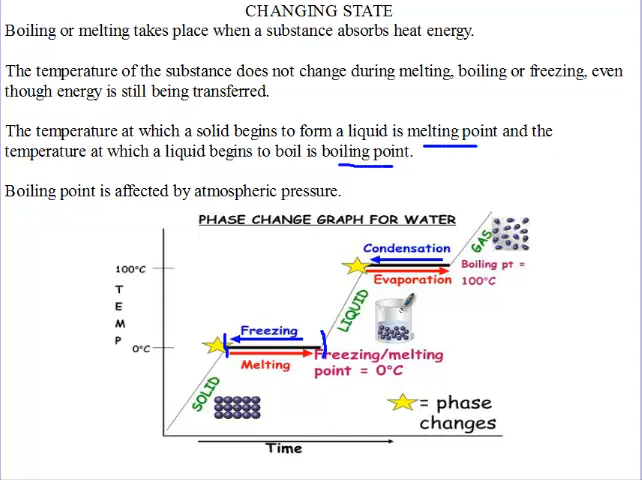 CHANGING STATE
Boiling or melting takes place when a substance absorbs heat energy.
The temperature of the substance does not change during melting, boiling or freezing, even
though energy is still being transferred.
The temperature at which a solid begins to form a liquid is melting point and the
temperature at which a liquid begins to boil is boiling point.
Boiling point is affected by atmospheric pressure.
PHASE CHANGE GRAPH FOR WATER
Condensation
GAS
Boiling pt =
100°C
100°C
Evaporation
TEMP
LIQUID
Freezing
0°C
Freezing/melting
point = 0°C
Melting
SOLID
= phase
changes
Time